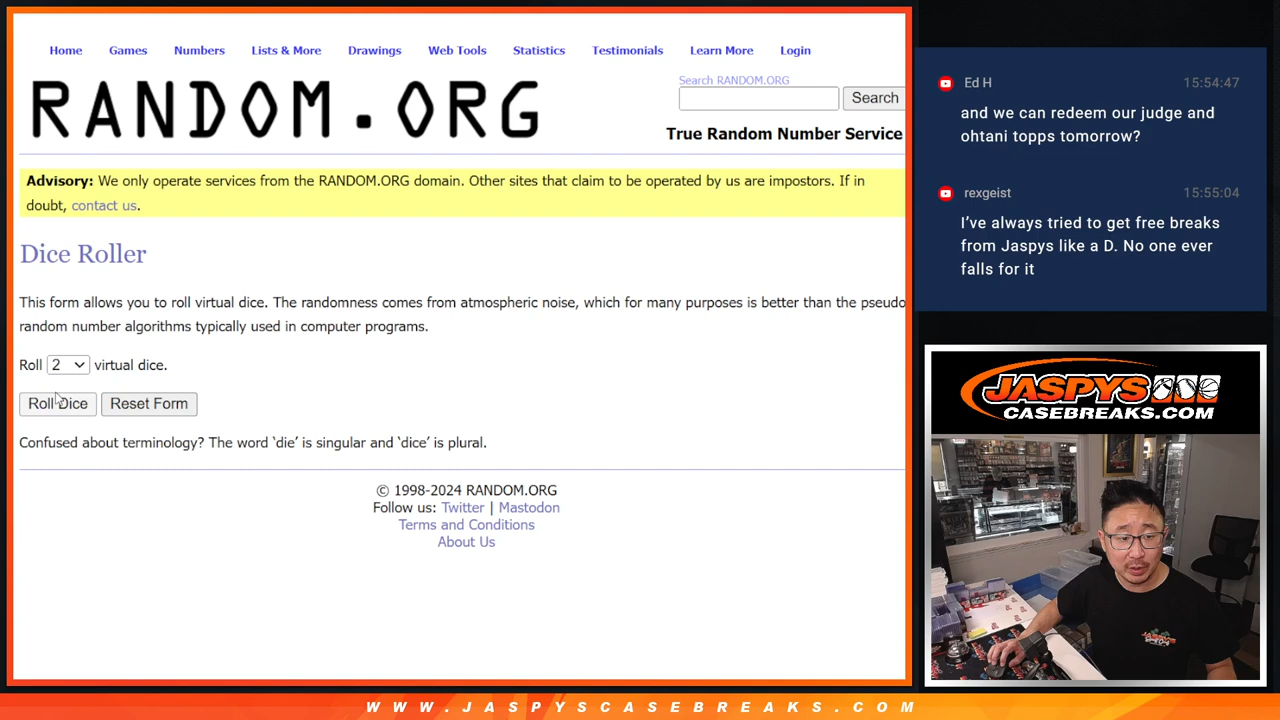 Home Games Numbers Lists & More Drawings Web Tools Statistics Testimonials Learn More Login
RANDOM.ORG
Search RANDOM.ORG
Search
True Random Number Service
Advisory: We only operate services from the RANDOM.ORG domain. Other sites that claim to be operated by us are impostors. If in
doubt, contact us.
Dice Roller
This form allows you to roll virtual dice. The randomness comes from atmospheric noise, which for many purposes is better than the pseudo
random number algorithms typically used in computer programs.
Roll 2 virtual dice.
Roll Dice Reset Form
Confused about terminology? The word ‘die’ is singular and ‘dice’ is plural.
© 1998-2024 RANDOM.ORG
Follow us: Twitter | Mastodon
Terms and Conditions
About Us
Ed H 15:54:47
and we can redeem our judge and
ohtani topps tomorrow?
rexgeist 15:55:04
I’ve always tried to get free breaks
from Jaspys like a D. No one ever
falls for it
JASPYS
CASEBREAKS.COM
JASPYS
WWW.JASPYSCASEBREAKS.COM